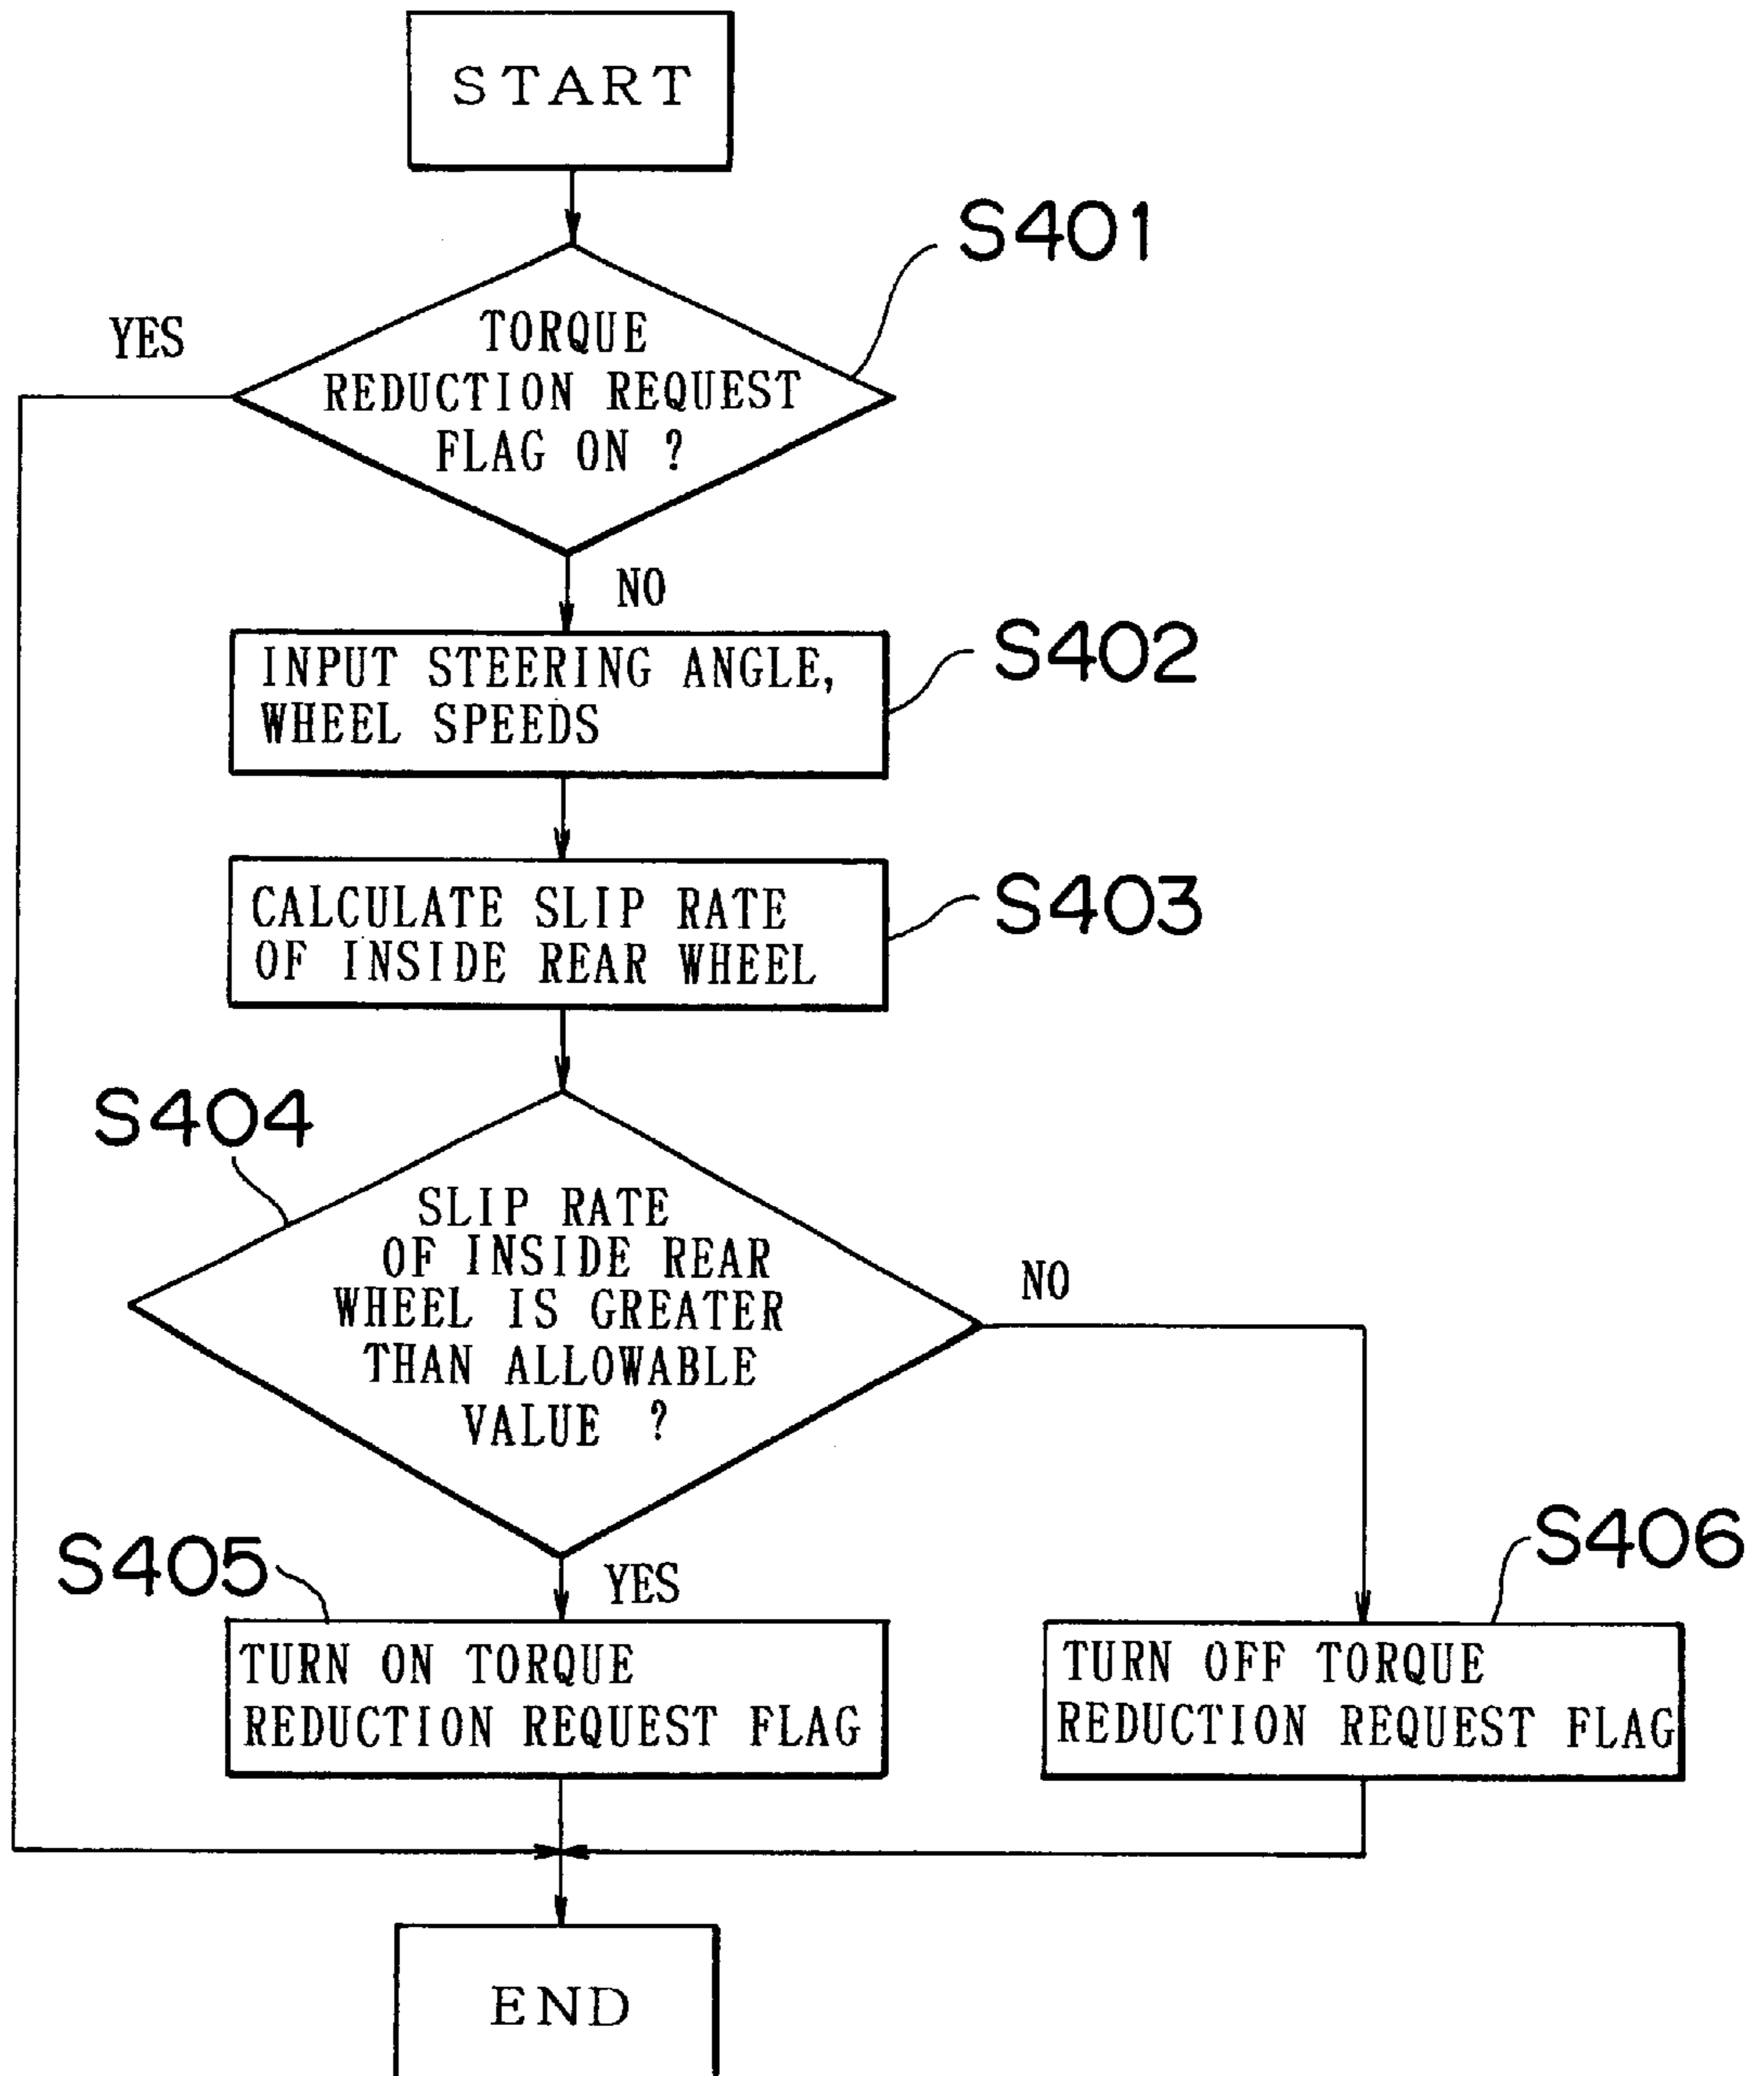 START
S401
YES
TORQUE
REDUCTION REQUEST
FLAG ON ?
NO
S402
INPUT STEERING ANGLE,
WHEEL SPEEDS
S403
CALCULATE SLIP RATE
OF INSIDE REAR WHEEL
S404
SLIP RATE
OF INSIDE REAR
WHEEL IS GREATER
THAN ALLOWABLE
VALUE ?
NO
YES
S405
S406
TURN ON TORQUE
REDUCTION REQUEST FLAG
TURN OFF TORQUE
REDUCTION REQUEST FLAG
END